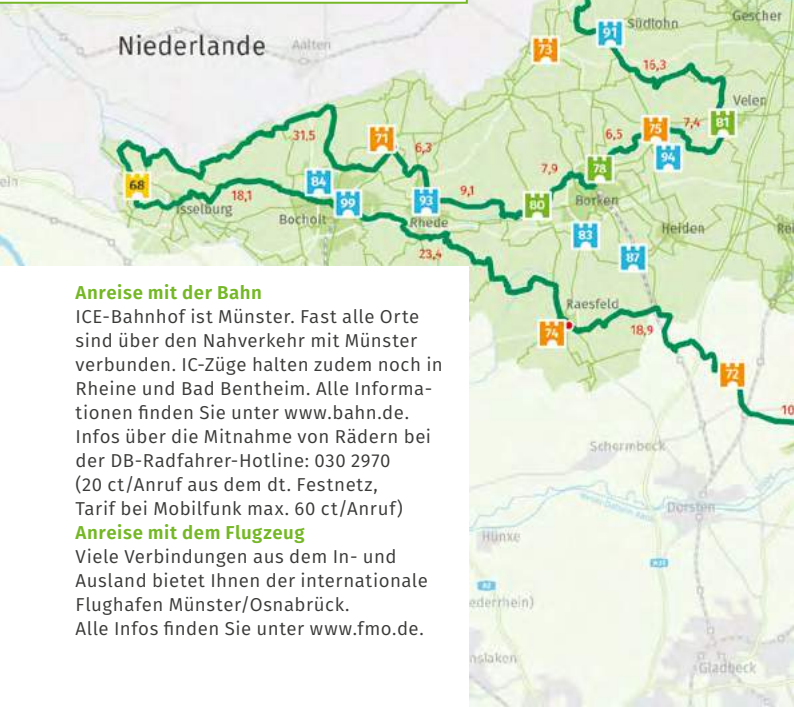 Südlohn
Gescher
91
Niederlande
Aalten
73
16,3
Velen
31,5
71
6,3
6,5
75
7,4
81
94
68
18,1
84
7,9
78
9,1
Isselburg
99
93
80
Borken
Bocholt
Rhede
83
Heiden
23,4
87
Anreise mit der Bahn
ICE-Bahnhof ist Münster. Fast alle Orte
sind über den Nahverkehr mit Münster
verbunden. IC-Züge halten zudem noch in
Rheine und Bad Bentheim. Alle Informa-
tionen finden Sie unter www.bahn.de.
Infos über die Mitnahme von Rädern bei
der DB-Radfahrer-Hotline: 030 2970
(20 ct/Anruf aus dem dt. Festnetz,
Tarif bei Mobilfunk max. 60 ct/Anruf)
Anreise mit dem Flugzeug
Viele Verbindungen aus dem In- und
Ausland bietet Ihnen der internationale
Flughafen Münster/Osnabrück.
Alle Infos finden Sie unter www.fmo.de.
Raesfeld
74
18,9
72
10
Schermbeck
Dorsten
Hünxe
A31
ederrhein)
nslaken
Gladbeck